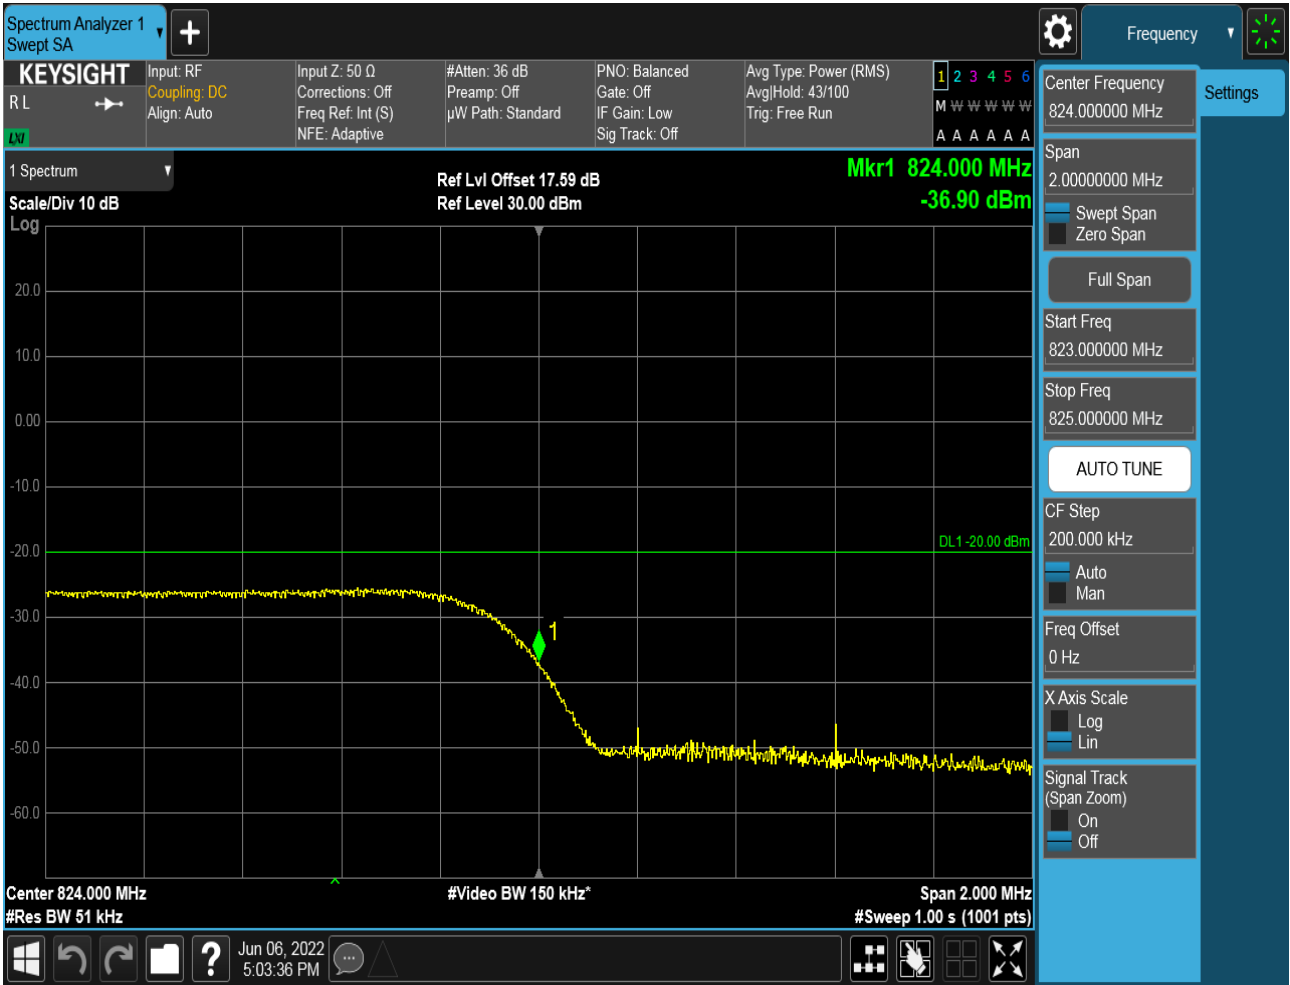 Spectrum Analyzer 1
Swept SA
Frequency
KEYSIGHT
R L
LXI
Input: RF
Coupling: DC
Align: Auto
Input Z: 50 Ω
Corrections: Off
Freq Ref: Int (S)
NFE: Adaptive
#Atten: 36 dB
Preamp: Off
µW Path: Standard
PNO: Balanced
Gate: Off
IF Gain: Low
Sig Track: Off
Avg Type: Power (RMS)
Avg|Hold: 43/100
Trig: Free Run
1 2 3 4 5 6
M W W W W W
A A A A A A
1 Spectrum
Scale/Div 10 dB
Log
Ref Lvl Offset 17.59 dB
Ref Level 30.00 dBm
Mkr1 824.000 MHz
-36.90 dBm
20.0
10.0
0.00
-10.0
-20.0
-30.0
-40.0
-50.0
-60.0
DL1 -20.00 dBm
1
Center 824.000 MHz
#Res BW 51 kHz
#Video BW 150 kHz*
Span 2.000 MHz
#Sweep 1.00 s (1001 pts)
Center Frequency
824.000000 MHz
Span
2.00000000 MHz
Swept Span
Zero Span
Full Span
Start Freq
823.000000 MHz
Stop Freq
825.000000 MHz
AUTO TUNE
CF Step
200.000 kHz
Auto
Man
Freq Offset
0 Hz
X Axis Scale
Log
Lin
Signal Track
(Span Zoom)
On
Off
Settings
?
Jun 06, 2022
5:03:36 PM